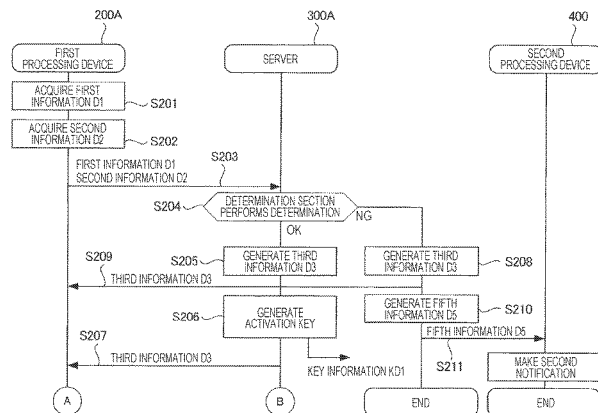 200A
300A
400
FIRST
PROCESSING DEVICE
SERVER
SECOND
PROCESSING DEVICE
ACQUIRE FIRST
INFORMATION D1
S201
ACQUIRE SECOND
INFORMATION D2
S202
S203
FIRST INFORMATION D1
SECOND INFORMATION D2
S204
DETERMINATION SECTION
PERFORMS DETERMINATION
NG
OK
S205
GENERATE THIRD
INFORMATION D3
GENERATE THIRD
INFORMATION D3
S208
S209
THIRD INFORMATION D3
S206
GENERATE
ACTIVATION KEY
GENERATE FIFTH
INFORMATION D5
S210
S207
THIRD INFORMATION D3
FIFTH INFORMATION D5
KEY INFORMATION KD1
S211
MAKE SECOND
NOTIFICATION
A
B
END
END